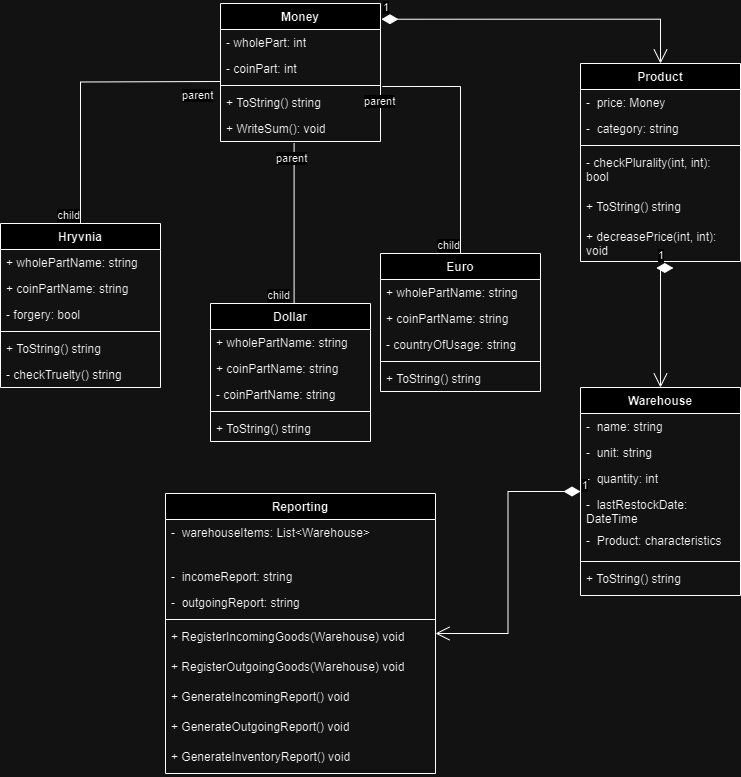 Money
- wholePart: int
- coinPart: int
+ ToString() string
+ WriteSum(): void
1
parent
parent
parent
child
child
child
Product
- price: Money
- category: string
- checkPlurality(int, int):
bool
+ ToString() string
+ decreasePrice(int, int):
void
1
Hryvnia
+ wholePartName: string
+ coinPartName: string
- forgery: bool
+ ToString() string
- checkTruelty() string
Dollar
+ wholePartName: string
+ coinPartName: string
- coinPartName: string
+ ToString() string
Euro
+ wholePartName: string
+ coinPartName: string
- countryOfUsage: string
+ ToString() string
Warehouse
- name: string
- unit: string
- quantity: int
- lastRestockDate:
DateTime
- Product: characteristics
+ ToString() string
1
Reporting
- warehouseItems: List<Warehouse>
- incomeReport: string
- outgoingReport: string
+ RegisterIncomingGoods(Warehouse) void
+ RegisterOutgoingGoods(Warehouse) void
+ GenerateIncomingReport() void
+ GenerateOutgoingReport() void
+ GenerateInventoryReport() void